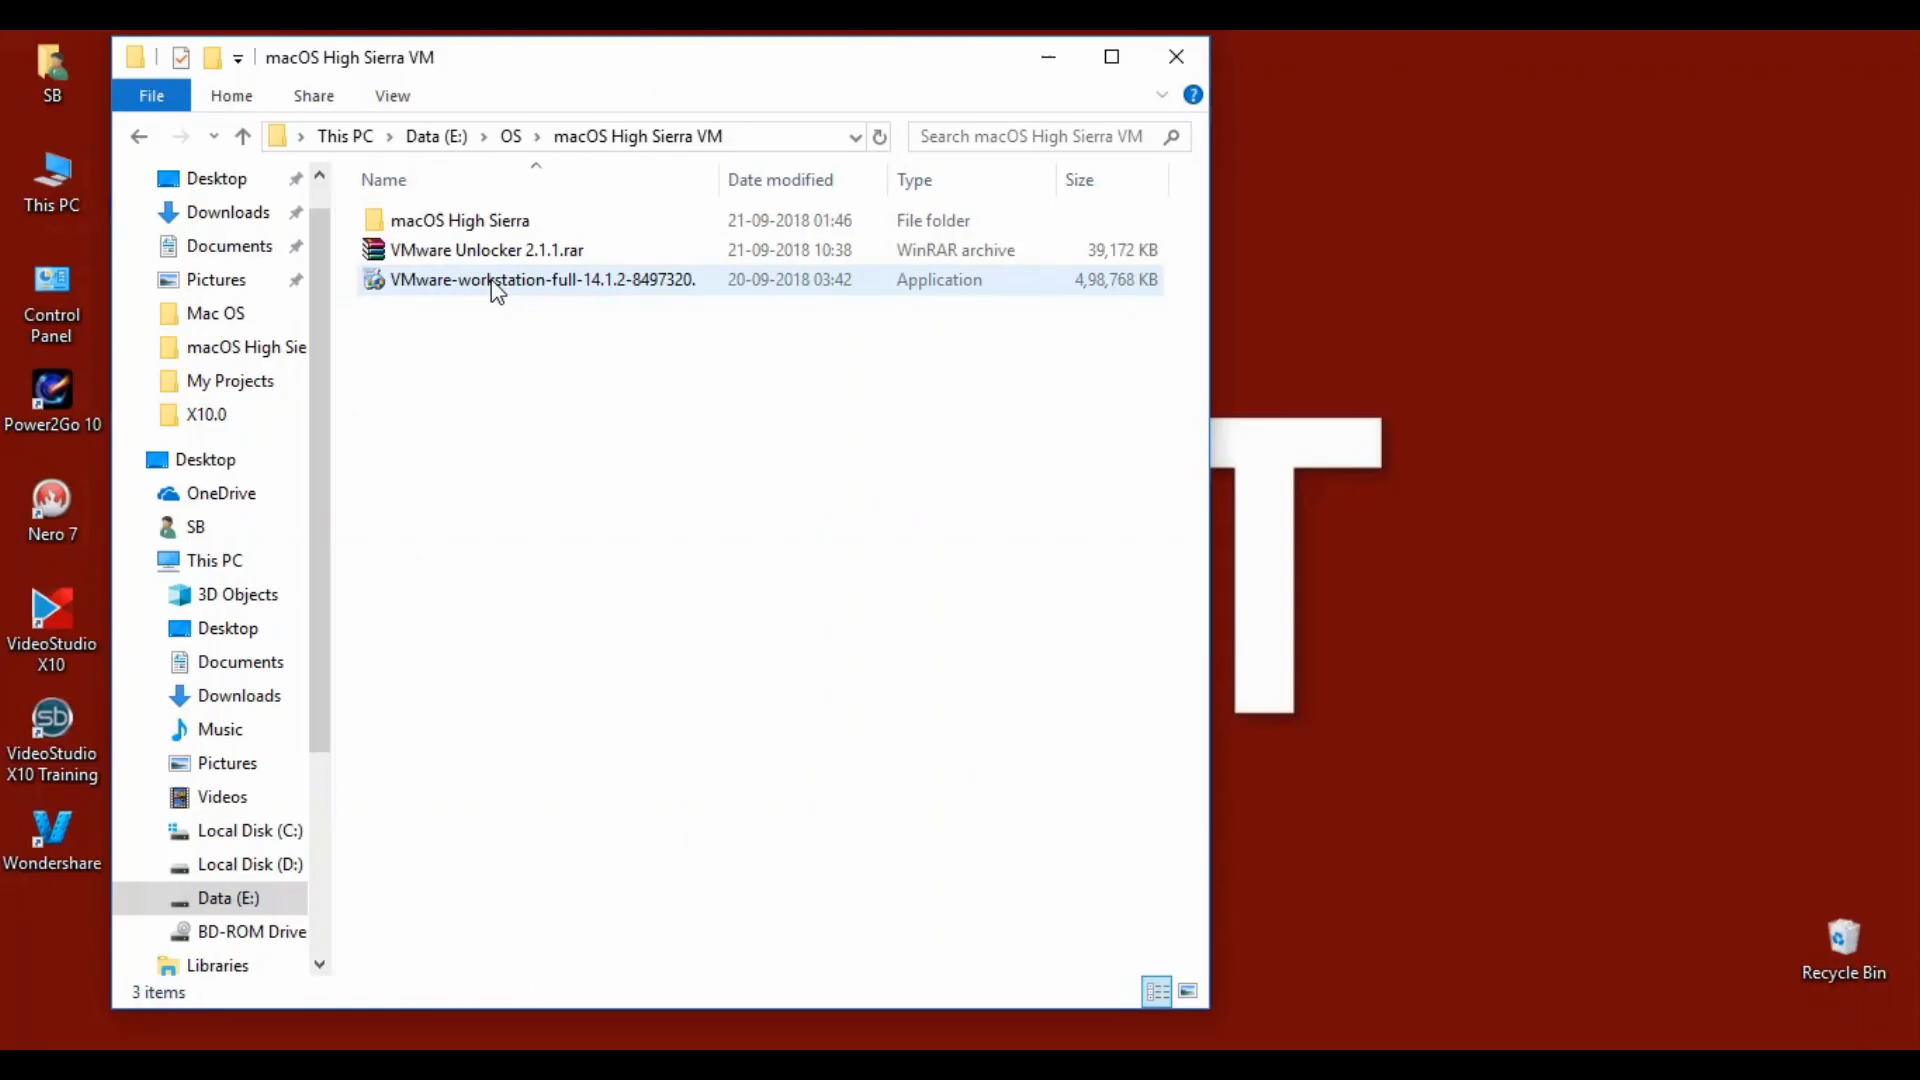 macOS High Sierra VM
File Home Share View
This PC Data (E:) OS macOS High Sierra VM Search macOS High Sierra VM
Name Date modified Type Size
macOS High Sierra 21-09-2018 01:46 File folder
VMware Unlocker 2.1.1.rar 21-09-2018 10:38 WinRAR archive 39,172 KB
VMware-workstation-full-14.1.2-8497320. 20-09-2018 03:42 Application 4,98,768 KB
Desktop
Downloads
Documents
Pictures
Mac OS
macOS High Sie
My Projects
X10.0
Desktop
OneDrive
SB
This PC
3D Objects
Desktop
Documents
Downloads
Music
Pictures
Videos
Local Disk (C:)
Local Disk (D:)
Data (E:)
BD-ROM Drive
Libraries
3 items
SB
This PC
Control
Panel
Power2Go 10
Nero 7
VideoStudio
X10
sb
VideoStudio
X10 Training
Wondershare
T
Recycle Bin